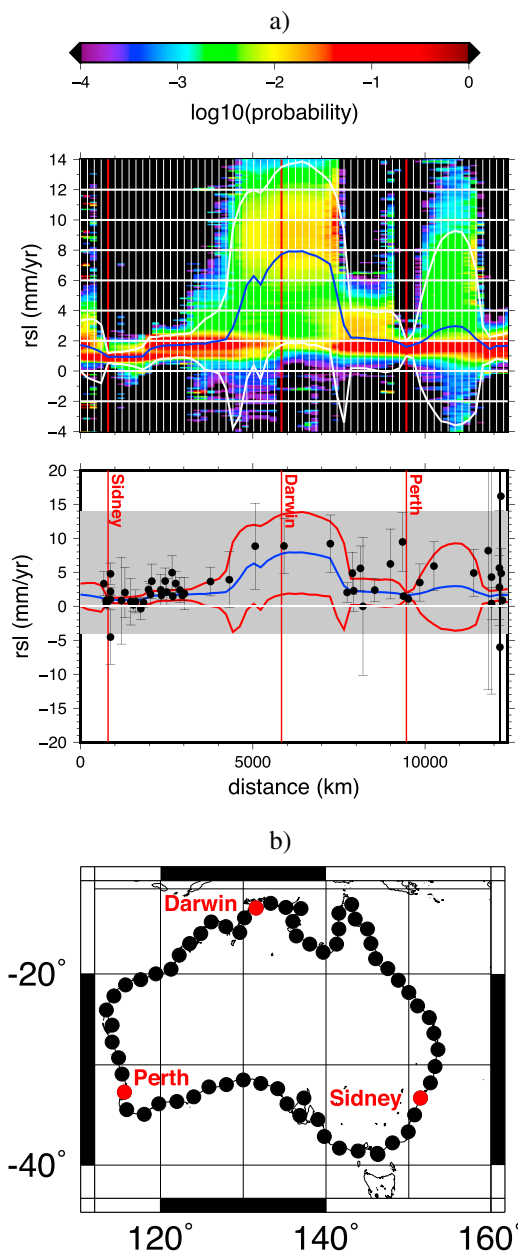 a)
−4 −3 −2 −1 0
log10(probability)
14
12
10
8
6
4
2
0
−2
−4
rsl (mm/yr)
20
15
10
5
0
−5
−10
−15
−20
rsl (mm/yr)
Sidney
Darwin
Perth
0 5000 10000
distance (km)
b)
Darwin
-20°
Perth
Sidney
-40°
120° 140° 160°